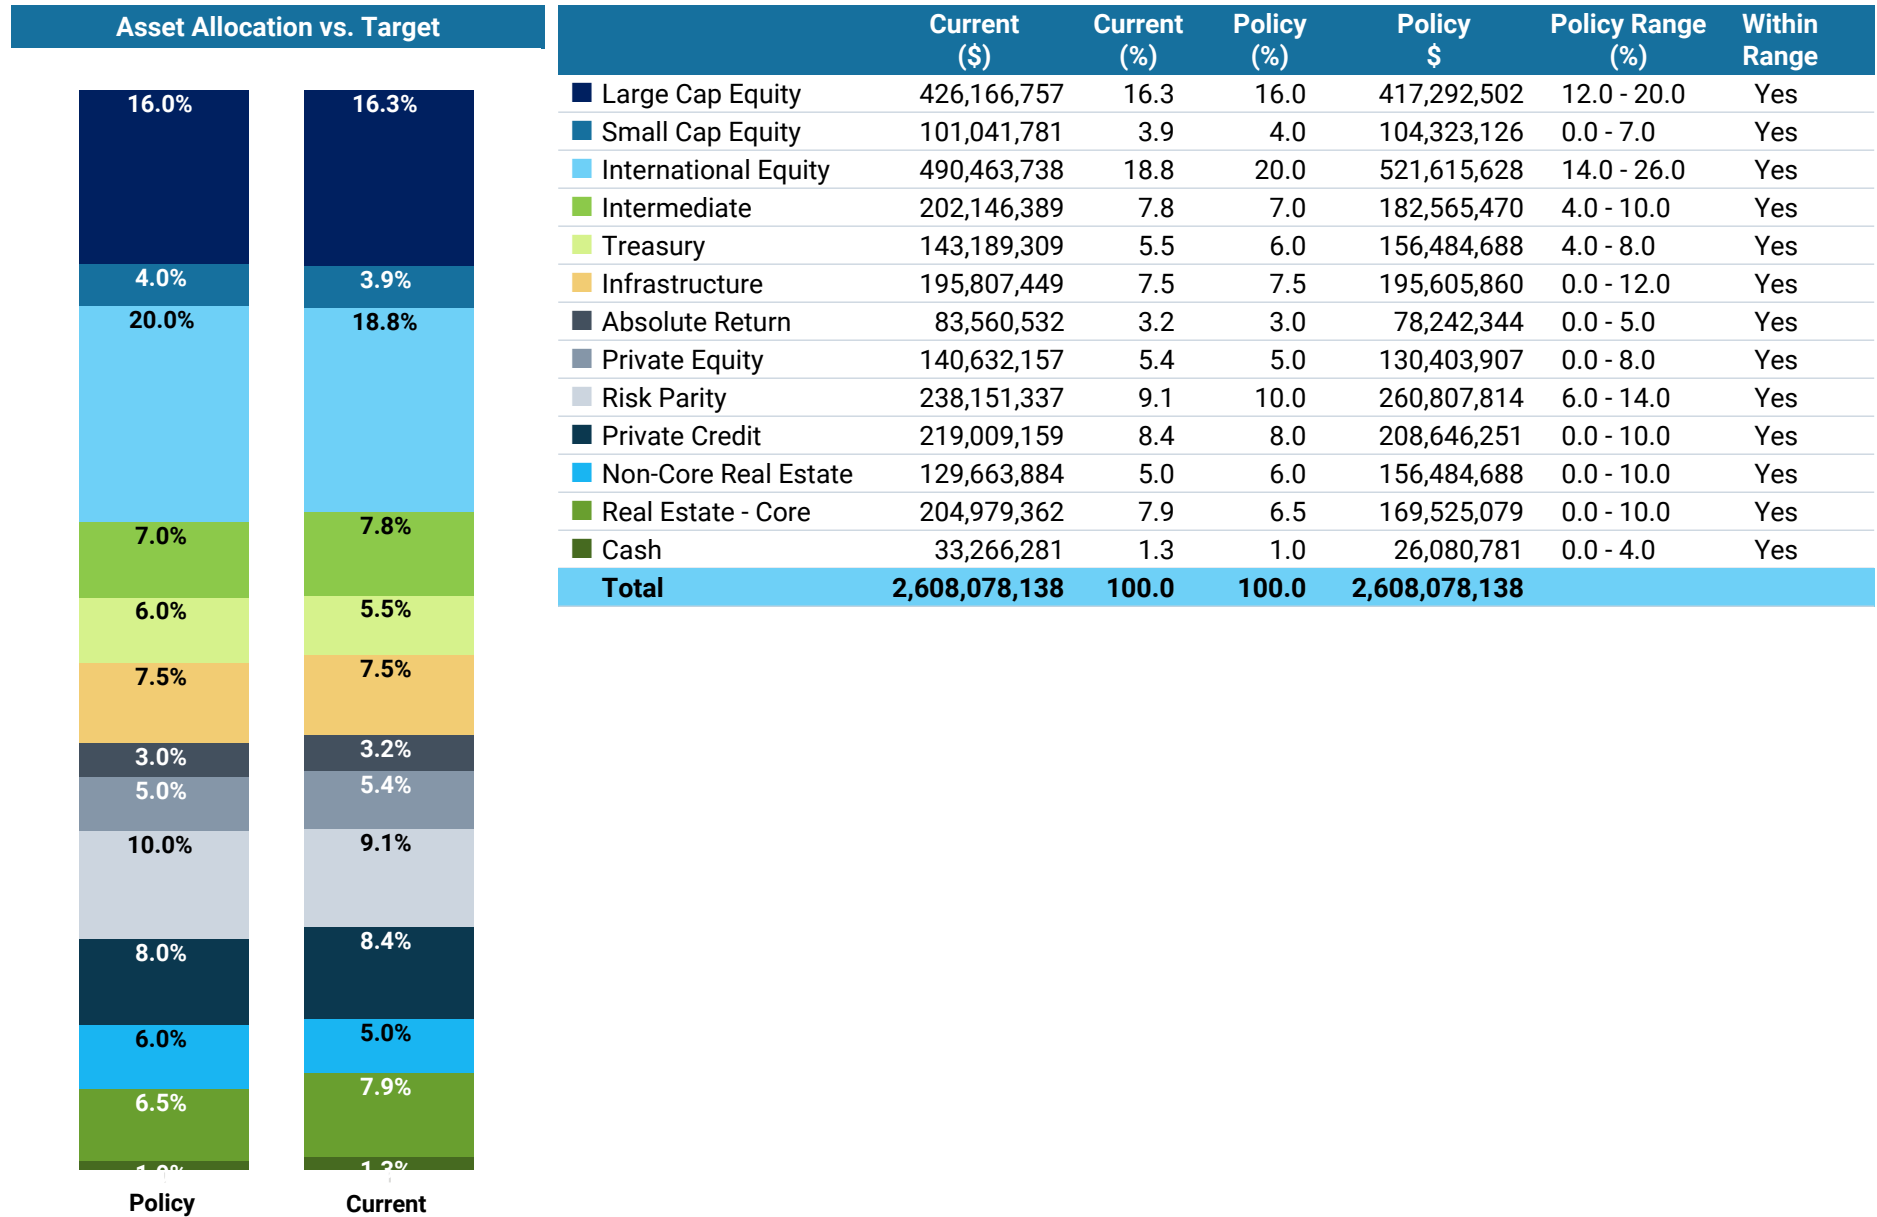 Asset Allocation vs. Target
16.0%
4.0%
20.0%
7.0%
6.0%
7.5%
3.0%
5.0%
10.0%
8.0%
6.0%
6.5%
1.0%
Policy
16.3%
3.9%
18.8%
7.8%
5.5%
7.5%
3.2%
5.4%
9.1%
8.4%
5.0%
7.9%
1.3%
Current
Current ($) Current (%) Policy (%) Policy $ Policy Range (%) Within Range
Large Cap Equity 426,166,757 16.3 16.0 417,292,502 12.0 - 20.0 Yes
Small Cap Equity 101,041,781 3.9 4.0 104,323,126 0.0 - 7.0 Yes
International Equity 490,463,738 18.8 20.0 521,615,628 14.0 - 26.0 Yes
Intermediate 202,146,389 7.8 7.0 182,565,470 4.0 - 10.0 Yes
Treasury 143,189,309 5.5 6.0 156,484,688 4.0 - 8.0 Yes
Infrastructure 195,807,449 7.5 7.5 195,605,860 0.0 - 12.0 Yes
Absolute Return 83,560,532 3.2 3.0 78,242,344 0.0 - 5.0 Yes
Private Equity 140,632,157 5.4 5.0 130,403,907 0.0 - 8.0 Yes
Risk Parity 238,151,337 9.1 10.0 260,807,814 6.0 - 14.0 Yes
Private Credit 219,009,159 8.4 8.0 208,646,251 0.0 - 10.0 Yes
Non-Core Real Estate 129,663,884 5.0 6.0 156,484,688 0.0 - 10.0 Yes
Real Estate - Core 204,979,362 7.9 6.5 169,525,079 0.0 - 10.0 Yes
Cash 33,266,281 1.3 1.0 26,080,781 0.0 - 4.0 Yes
Total 2,608,078,138 100.0 100.0 2,608,078,138